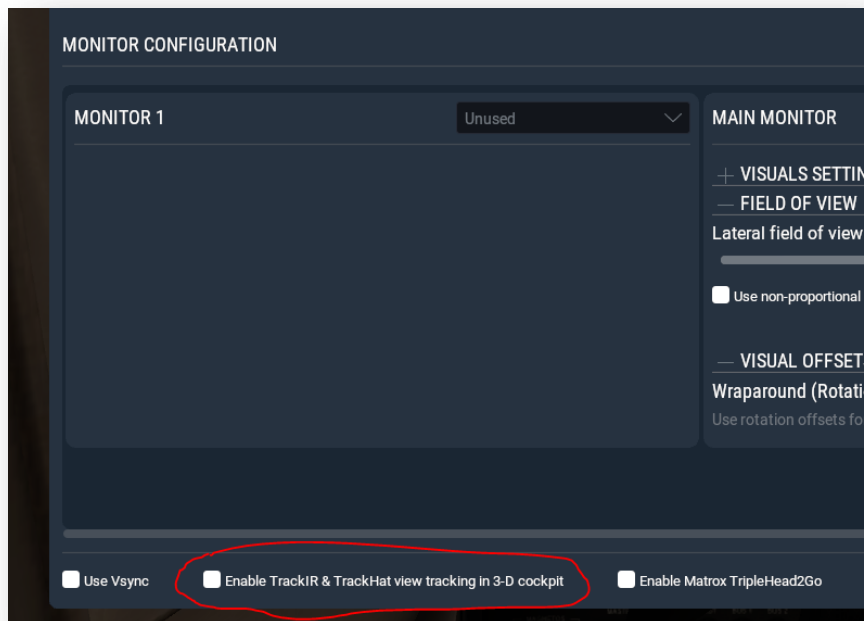 MONITOR CONFIGURATION
MONITOR 1
Unused
MAIN MONITOR
VISUALS SETTIN
FIELD OF VIEW
Lateral field of view
Use non-proportional
VISUAL OFFSETS
Wraparound (Rotati
Use rotation offsets fo
Use Vsync
Enable TrackIR & TrackHat view tracking in 3-D cockpit
Enable Matrox TripleHead2Go